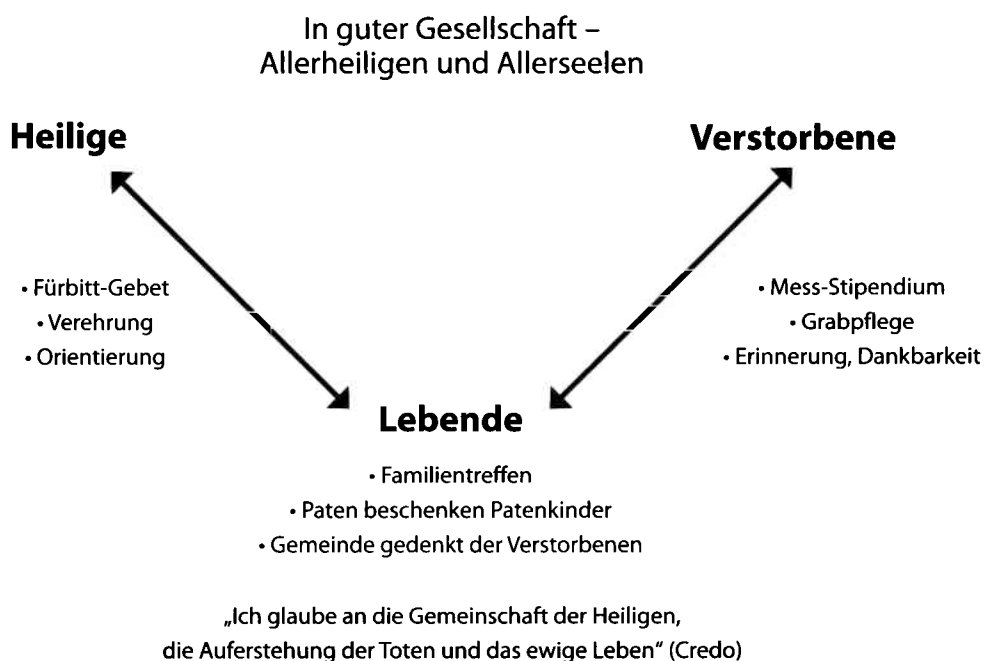 In guter Gesellschaft –
Allerheiligen und Allerseelen
Heilige
Verstorbene
• Fürbitt-Gebet
• Verehrung
• Orientierung
• Mess-Stipendium
• Grabpflege
• Erinnerung, Dankbarkeit
Lebende
• Familientreffen
• Paten beschenken Patenkinder
• Gemeinde gedenkt der Verstorbenen
„Ich glaube an die Gemeinschaft der Heiligen,
die Auferstehung der Toten und das ewige Leben“ (Credo)